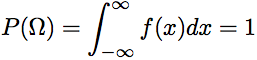 P(Ω) = ∫_{-∞}^{∞} f(x)dx = 1